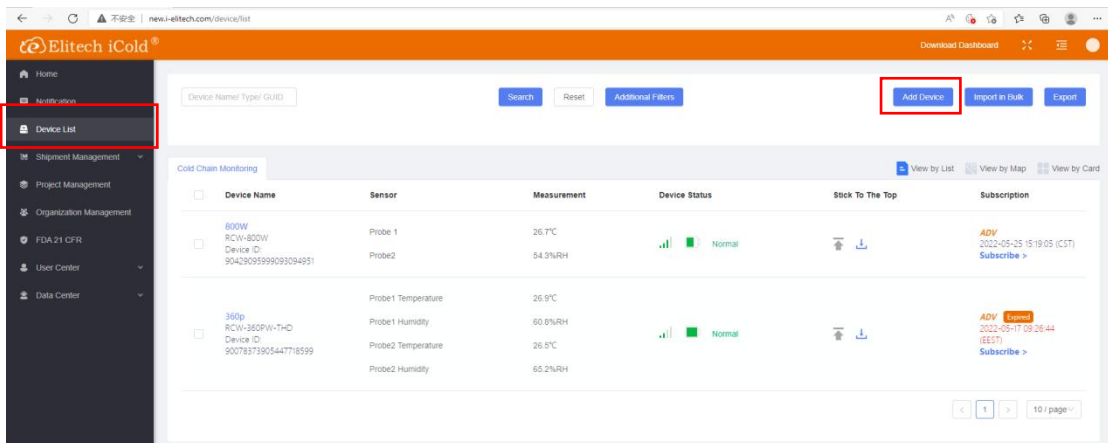 不安全 | new.i-elitech.com/device/list
Elitech iCold®
Download Dashboard
Home
Notification
Device List
Shipment Management
Project Management
Organization Management
FDA 21 CFR
User Center
Data Center
Device Name/ Type/ GUID
Search
Reset
Additional Filters
Add Device
Import in Bulk
Export
Cold Chain Monitoring
View by List
View by Map
View by Card
Device Name
Sensor
Measurement
Device Status
Stick To The Top
Subscription
800W
RCW-800W
Device ID:
90429095999093094951
Probe 1
26.7°C
Probe2
54.3%RH
Normal
ADV
2022-05-25 15:19:05 (CST)
Subscribe >
360p
RCW-360PW-THD
Device ID:
90078373905447718599
Probe1 Temperature
26.9°C
Probe1 Humidity
60.8%RH
Probe2 Temperature
26.5°C
Probe2 Humidity
65.2%RH
Normal
ADV Expired
2022-05-17 09:26:44
(EEST)
Subscribe >
< 1 >
10 / page